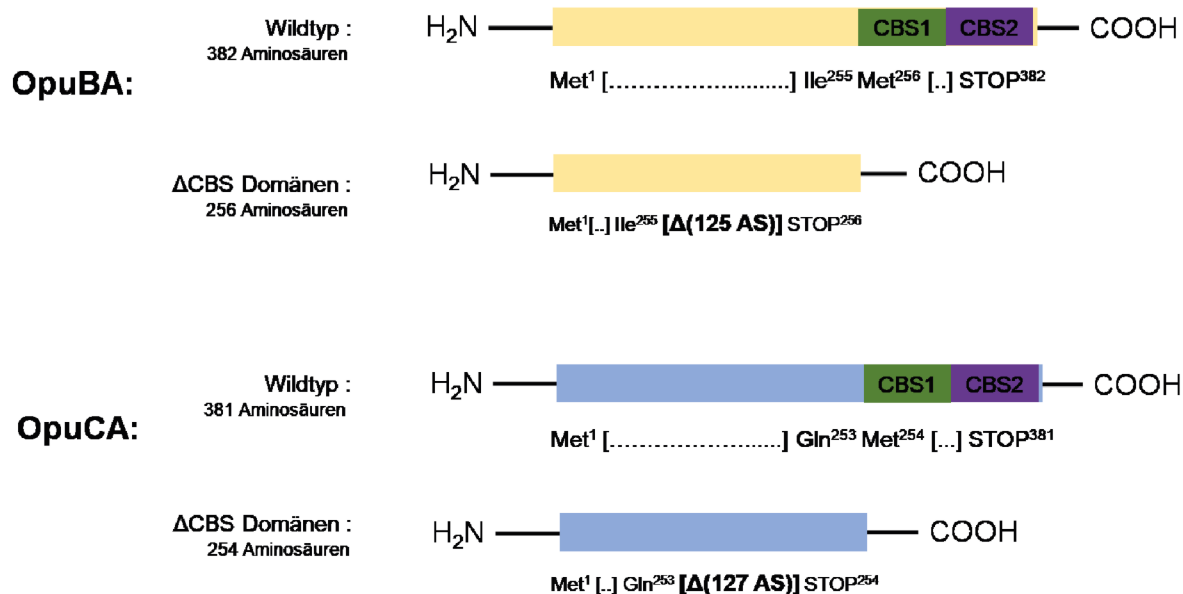 Wildtyp :
382 Aminosäuren
OpuBA:
H₂N CBS1 CBS2 COOH
Met¹ [..........................] Ile²⁵⁵ Met²⁵⁶ [..] STOP³⁸²
ΔCBS Domänen :
256 Aminosäuren
H₂N COOH
Met¹[..] Ile²⁵⁵ [Δ(125 AS)] STOP²⁵⁶
Wildtyp :
381 Aminosäuren
OpuCA:
H₂N CBS1 CBS2 COOH
Met¹ [..........................] Gln²⁵³ Met²⁵⁴ [...] STOP³⁸¹
ΔCBS Domänen :
254 Aminosäuren
H₂N COOH
Met¹ [..] Gln²⁵³ [Δ(127 AS)] STOP²⁵⁴